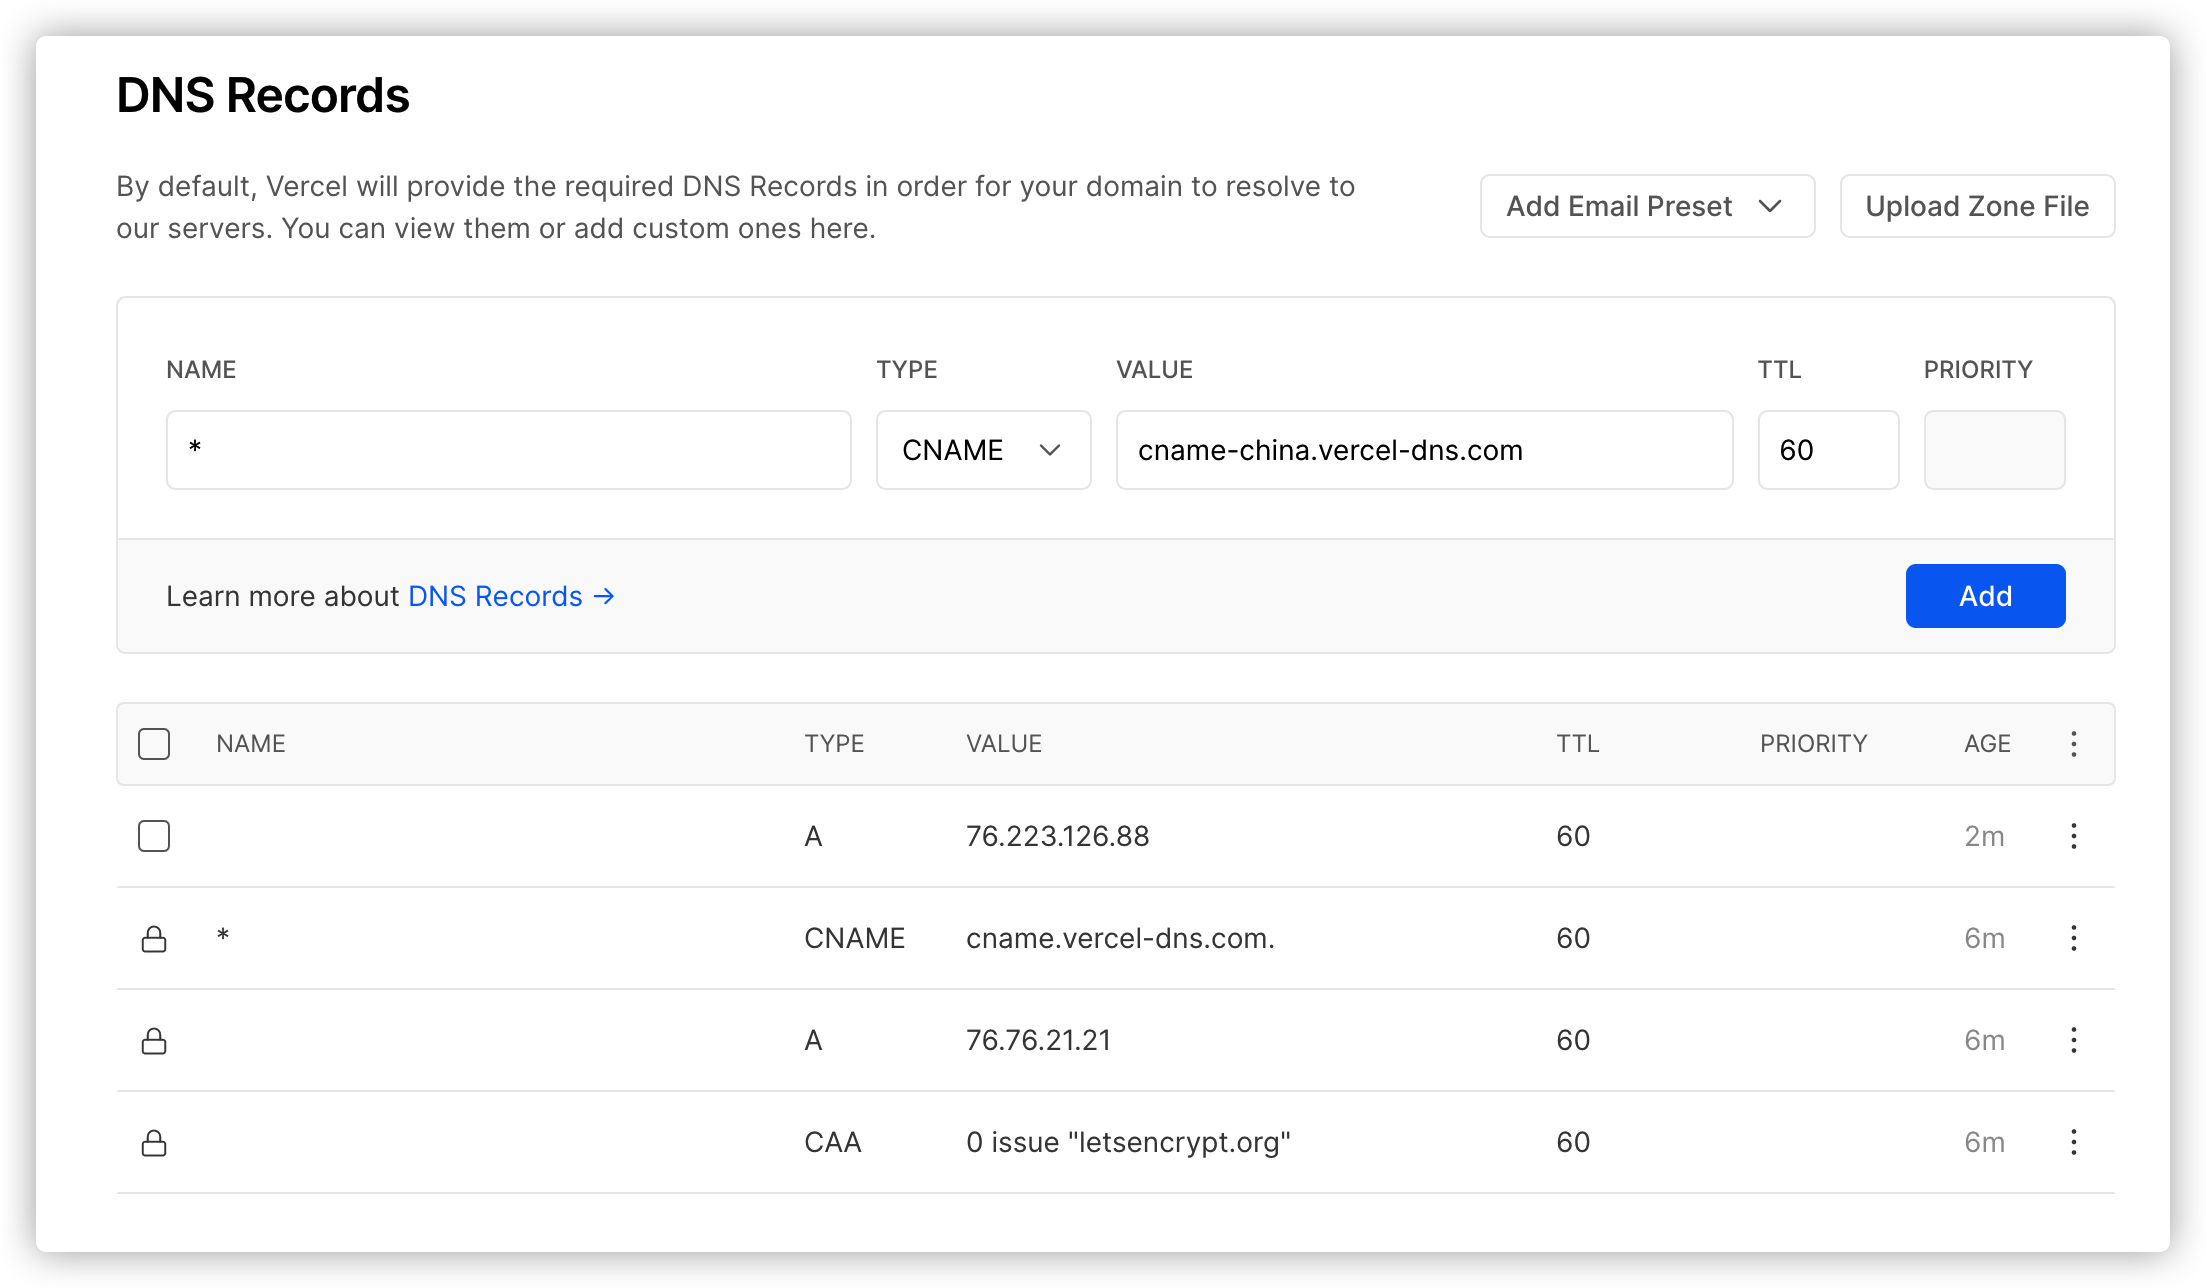 DNS Records
By default, Vercel will provide the required DNS Records in order for your domain to resolve to
our servers. You can view them or add custom ones here.
Add Email Preset
Upload Zone File
NAME TYPE VALUE TTL PRIORITY
* CNAME cname-china.vercel-dns.com 60
Learn more about DNS Records →
Add
NAME TYPE VALUE TTL PRIORITY AGE
A 76.223.126.88 60 2m
* CNAME cname.vercel-dns.com. 60 6m
A 76.76.21.21 60 6m
CAA 0 issue "letsencrypt.org" 60 6m